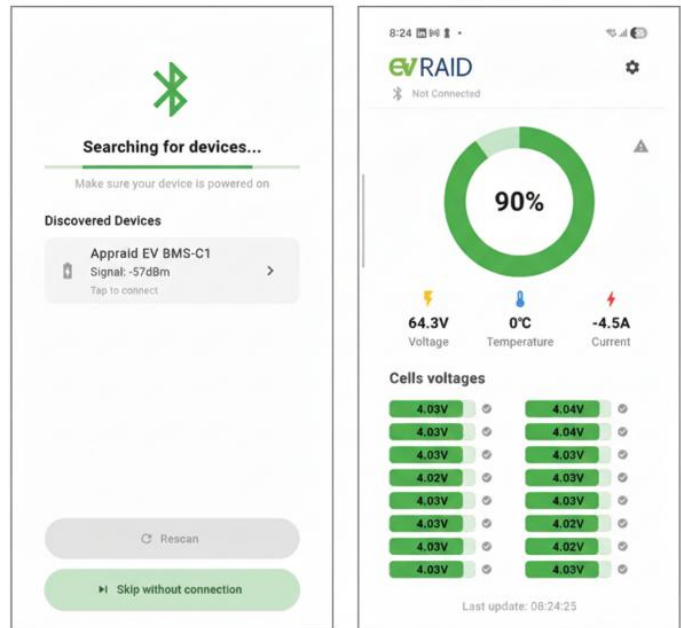 Searching for devices...
Make sure your device is powered on
Discovered Devices
Appraid EV BMS-C1
Signal: -57dBm
Tap to connect
Rescan
Skip without connection
8:24
EVRAID
Not Connected
90%
64.3V 0°C -4.5A
Voltage Temperature Current
Cells voltages
4.03V 4.04V
4.03V 4.04V
4.03V 4.03V
4.02V 4.03V
4.03V 4.03V
4.03V 4.02V
4.03V 4.02V
4.03V 4.03V
Last update: 08:24:25